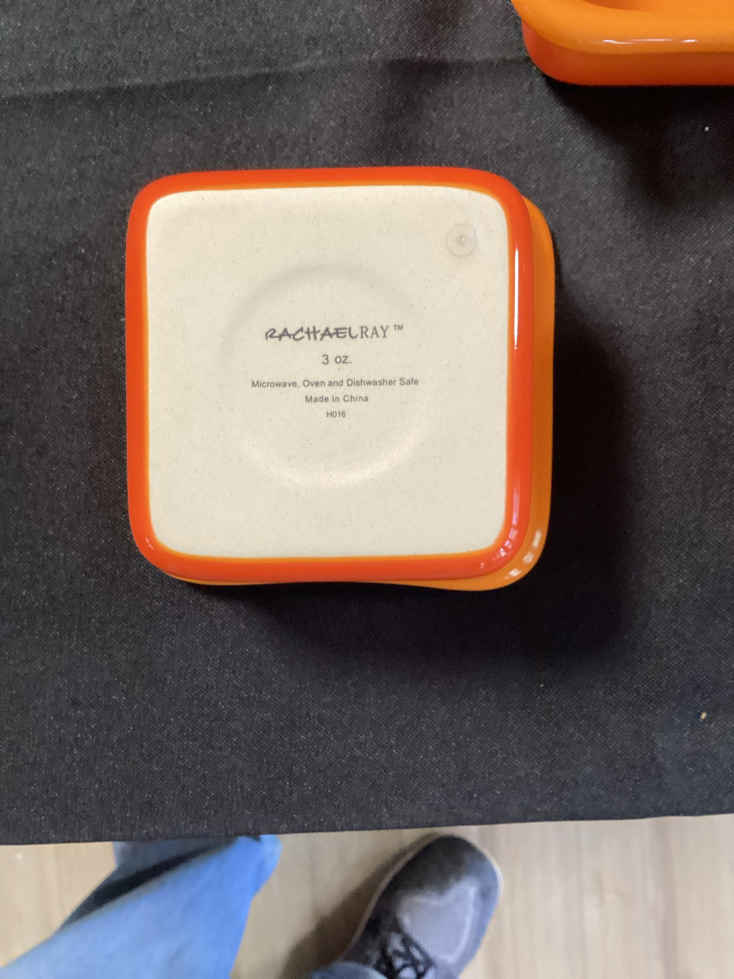 RACHAELRAY™
3 oz.
Microwave, Oven and Dishwasher Safe
Made in China
H016